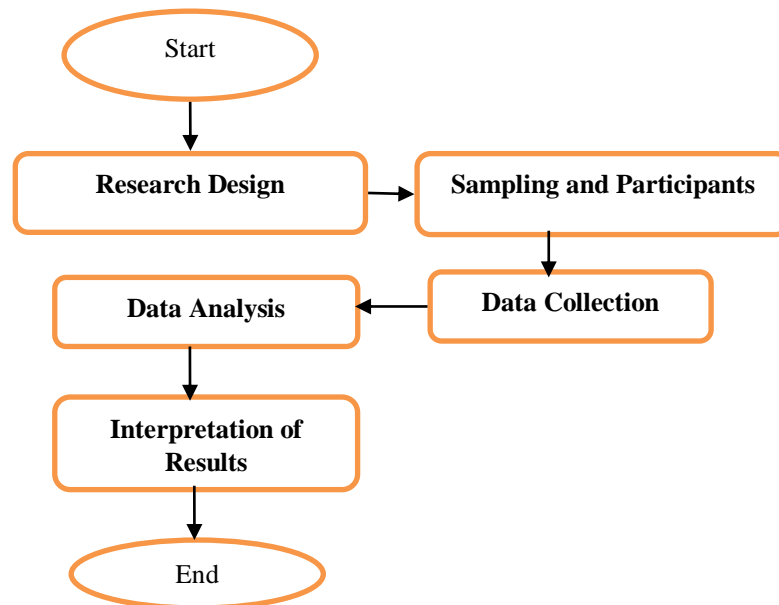 Start
Research Design
Sampling and Participants
Data Collection
Data Analysis
Interpretation of
Results
End